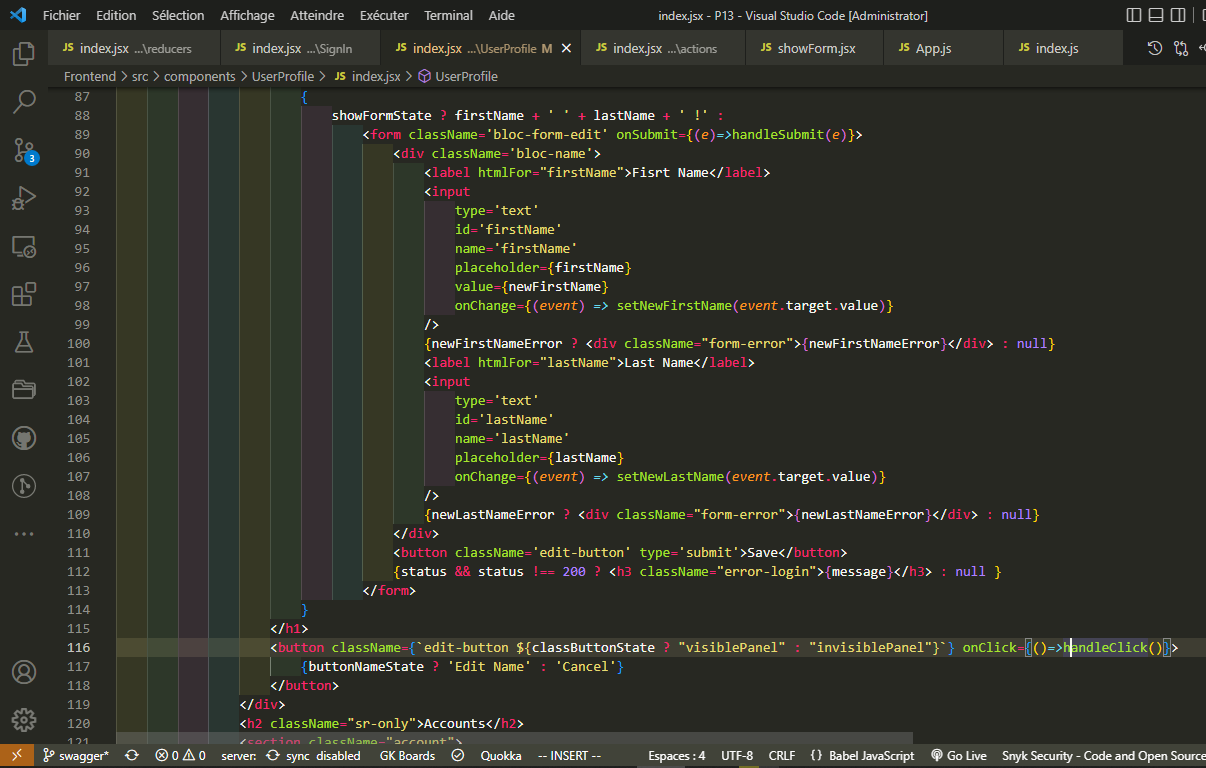 Fichier Edition Sélection Affichage Atteindre Exécuter Terminal Aide index.jsx - P13 - Visual Studio Code [Administrator]
JS index.jsx ...\reducers JS index.jsx ...\SignIn JS index.jsx ...\UserProfile M × JS index.jsx ...\actions JS showForm.jsx JS App.js JS index.js
Frontend > src > components > UserProfile > JS index.jsx > UserProfile
87 {
88 showFormState ? firstName + ' ' + lastName + ' !' :
89 <form className='bloc-form-edit' onSubmit={(e)=>handleSubmit(e)}>
90 <div className='bloc-name'>
91 <label htmlFor="firstName">Fisrt Name</label>
92 <input
93 type='text'
94 id='firstName'
95 name='firstName'
96 placeholder={firstName}
97 value={newFirstName}
98 onChange={(event) => setNewFirstName(event.target.value)}
99 />
100 {newFirstNameError ? <div className="form-error">{newFirstNameError}</div> : null}
101 <label htmlFor="lastName">Last Name</label>
102 <input
103 type='text'
104 id='lastName'
105 name='lastName'
106 placeholder={lastName}
107 onChange={(event) => setNewLastName(event.target.value)}
108 />
109 {newLastNameError ? <div className="form-error">{newLastNameError}</div> : null}
110 </div>
111 <button className='edit-button' type='submit'>Save</button>
112 {status && status !== 200 ? <h3 className="error-login">{message}</h3> : null }
113 </form>
114 }
115 </h1>
116 <button className={`edit-button ${classButtonState ? "visiblePanel" : "invisiblePanel"}`} onClick={()=>handleClick()}>
117 {buttonNameState ? 'Edit Name' : 'Cancel'}
118 </button>
119 </div>
120 <h2 className="sr-only">Accounts</h2>
121 <section className="account">
3
swagger* 0 0 server: sync disabled GK Boards Quokka -- INSERT -- Espaces : 4 UTF-8 CRLF {} Babel JavaScript Go Live Snyk Security - Code and Open Source